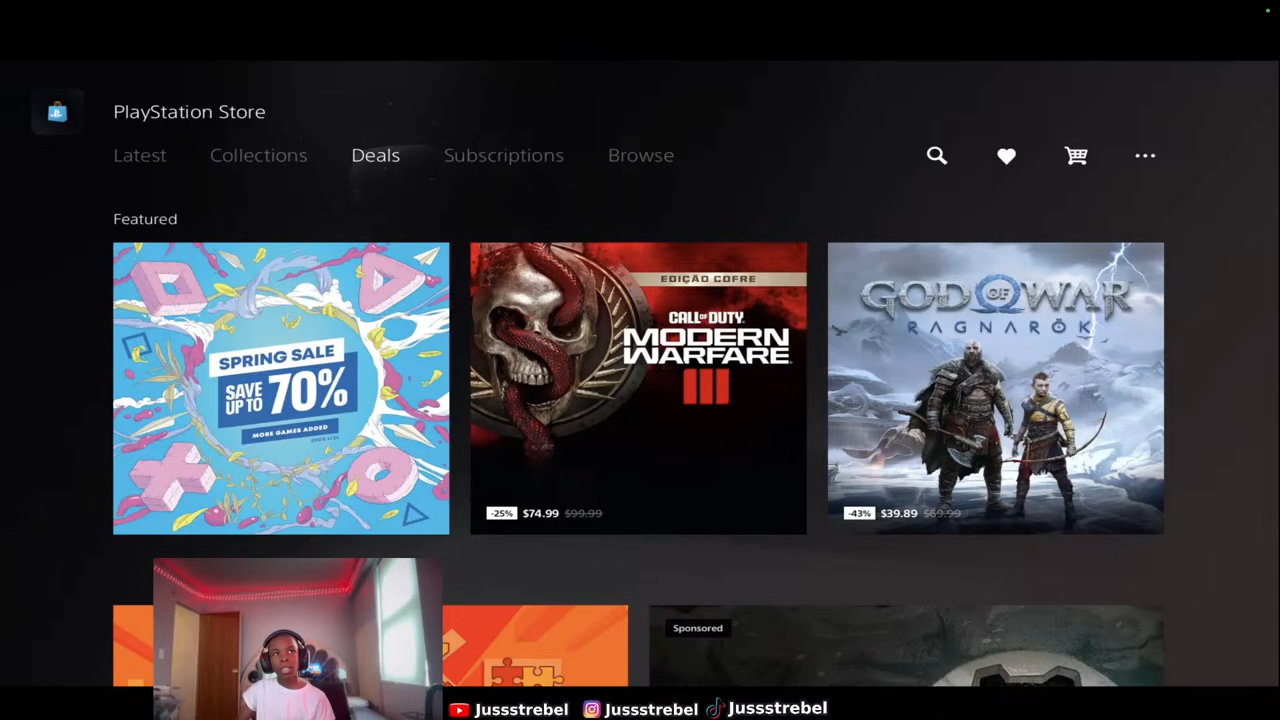 PlayStation Store
Latest Collections Deals Subscriptions Browse
Featured
SPRING SALE
SAVE UP TO 70%
MORE GAMES ADDED
EDIÇÃO COFRE
CALL OF DUTY
MODERN
WARFARE
III
-25% $74.99 $99.99
GOD OF WAR
RAGNARÖK
-43% $39.89 $69.99
Sponsored
Jussstrebel Jussstrebel Jussstrebel